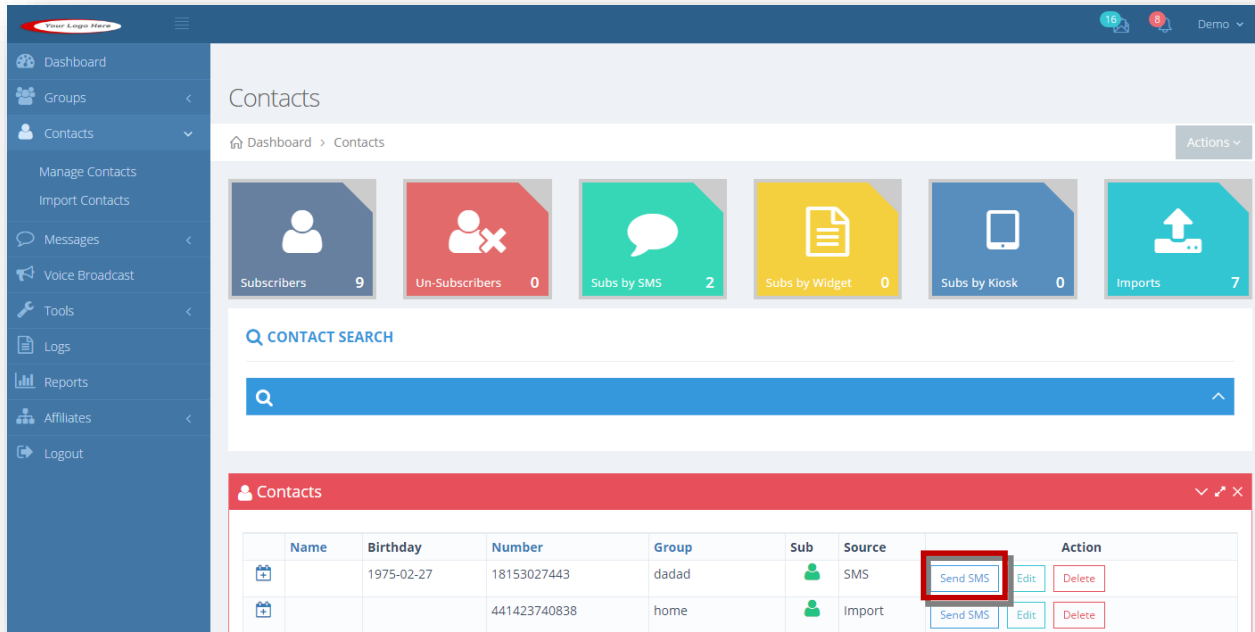 Your Logo Here
16
8
Demo
Dashboard
Groups
Contacts
Manage Contacts
Import Contacts
Messages
Voice Broadcast
Tools
Logs
Reports
Affiliates
Logout
Contacts
Dashboard > Contacts
Actions
Subscribers 9
Un-Subscribers 0
Subs by SMS 2
Subs by Widget 0
Subs by Kiosk 0
Imports 7
CONTACT SEARCH
Contacts
Name Birthday Number Group Sub Source Action
1975-02-27 18153027443 dadad SMS Send SMS Edit Delete
441423740838 home Import Send SMS Edit Delete